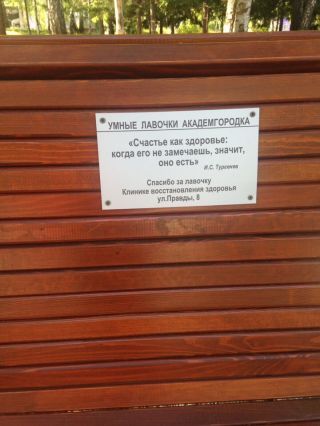 УМНЫЕ ЛАВОЧКИ АКАДЕМГОРОДКА
«Счастье как здоровье:
когда его не замечаешь, значит,
оно есть»
И.С. Тургенев
Спасибо за лавочку
Клинике восстановления здоровья
ул.Правды, 8